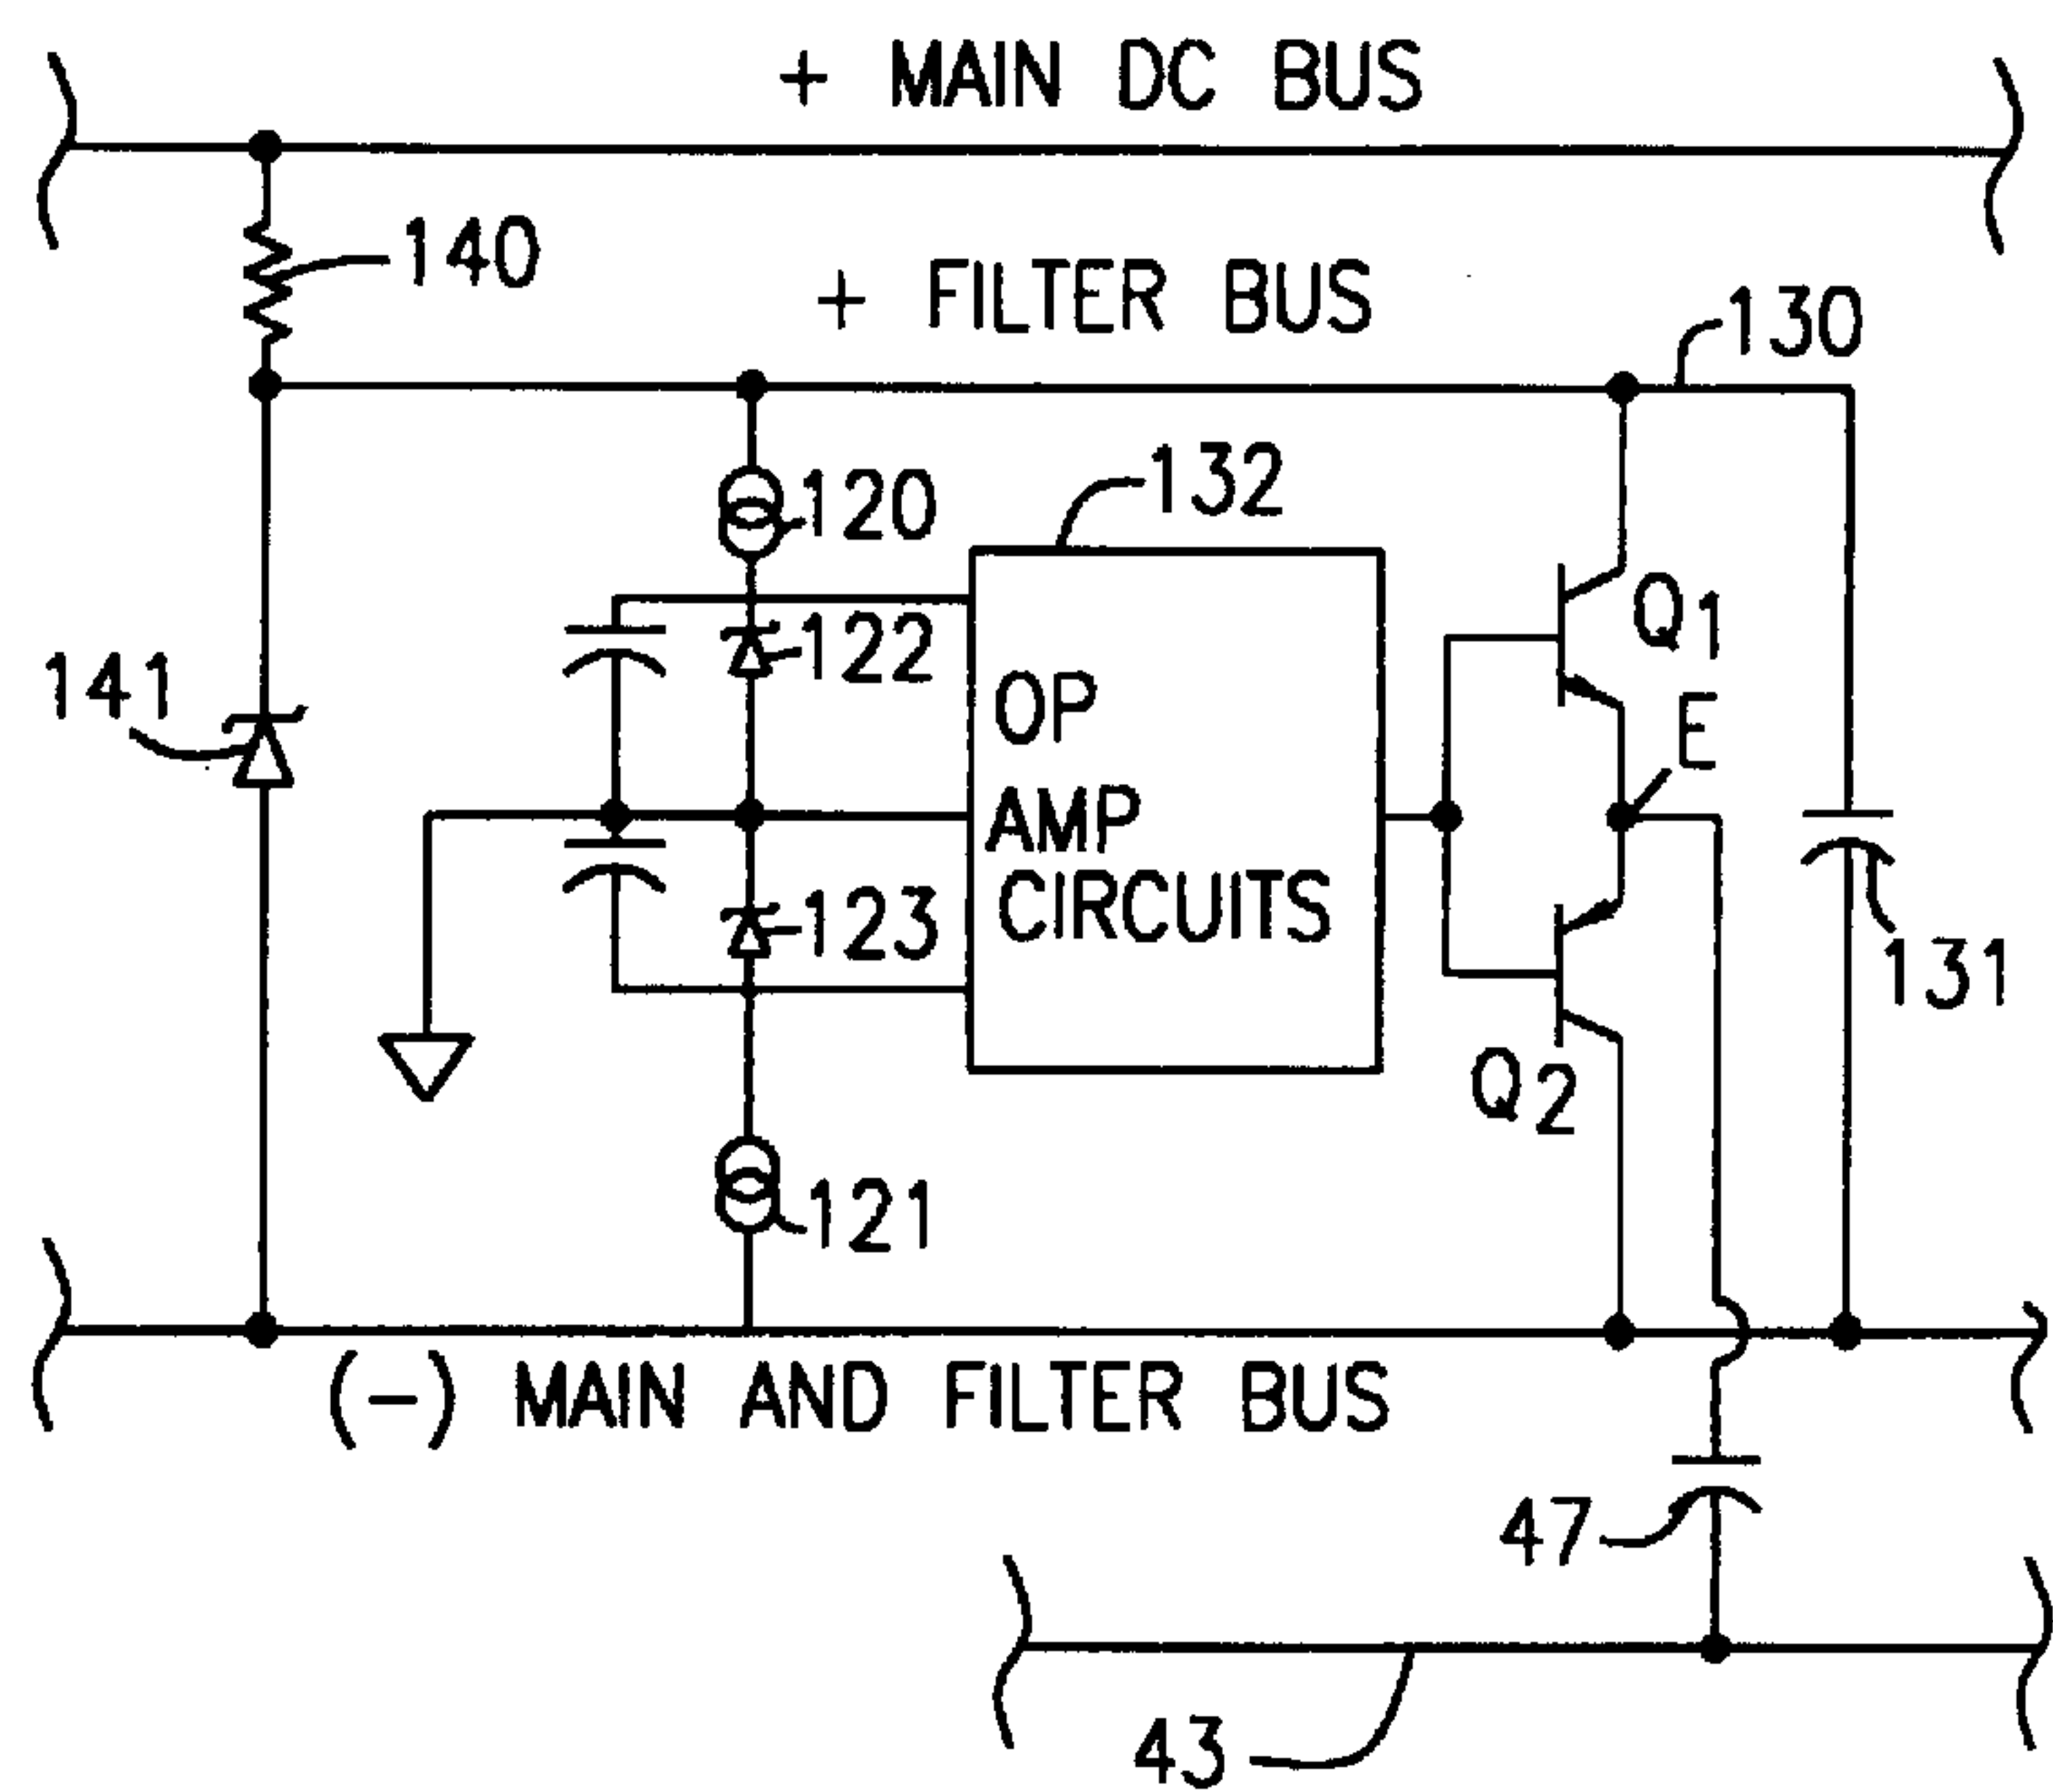 + MAIN DC BUS
140
+ FILTER BUS
130
120
132
122
Q1
141
E
OP
AMP
CIRCUITS
123
131
Q2
121
(-) MAIN AND FILTER BUS
47
43